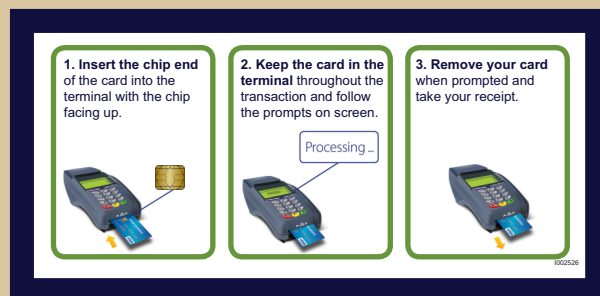 1. Insert the chip end
of the card into the
terminal with the chip
facing up.
2. Keep the card in the
terminal throughout the
transaction and follow
the prompts on screen.
Processing ...
3. Remove your card
when prompted and
take your receipt.
I002526